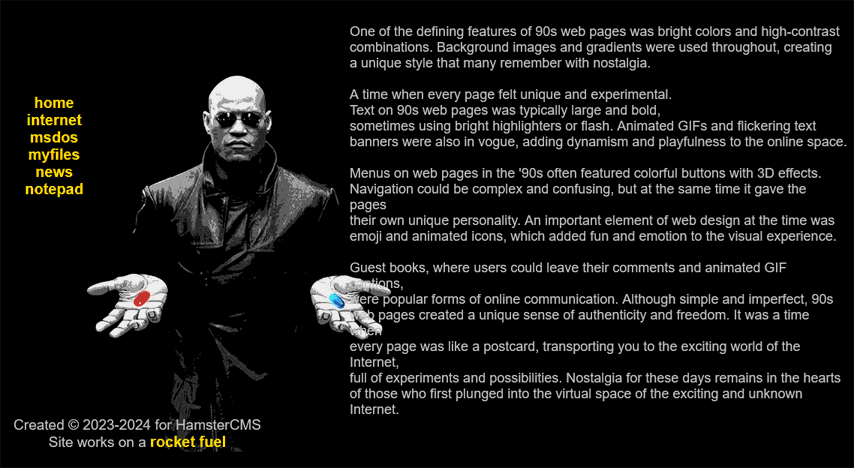 home
internet
msdos
myfiles
news
notepad
One of the defining features of 90s web pages was bright colors and high-contrast
combinations. Background images and gradients were used throughout, creating
a unique style that many remember with nostalgia.
A time when every page felt unique and experimental.
Text on 90s web pages was typically large and bold,
sometimes using bright highlighters or flash. Animated GIFs and flickering text
banners were also in vogue, adding dynamism and playfulness to the online space.
Menus on web pages in the '90s often featured colorful buttons with 3D effects.
Navigation could be complex and confusing, but at the same time it gave the
pages
their own unique personality. An important element of web design at the time was
emoji and animated icons, which added fun and emotion to the visual experience.
Guest books, where users could leave their comments and animated GIF
were popular forms of online communication. Although simple and imperfect, 90s
web pages created a unique sense of authenticity and freedom. It was a time
when
every page was like a postcard, transporting you to the exciting world of the
Internet,
full of experiments and possibilities. Nostalgia for these days remains in the hearts
of those who first plunged into the virtual space of the exciting and unknown
Internet.
Created © 2023-2024 for HamsterCMS
Site works on a rocket fuel